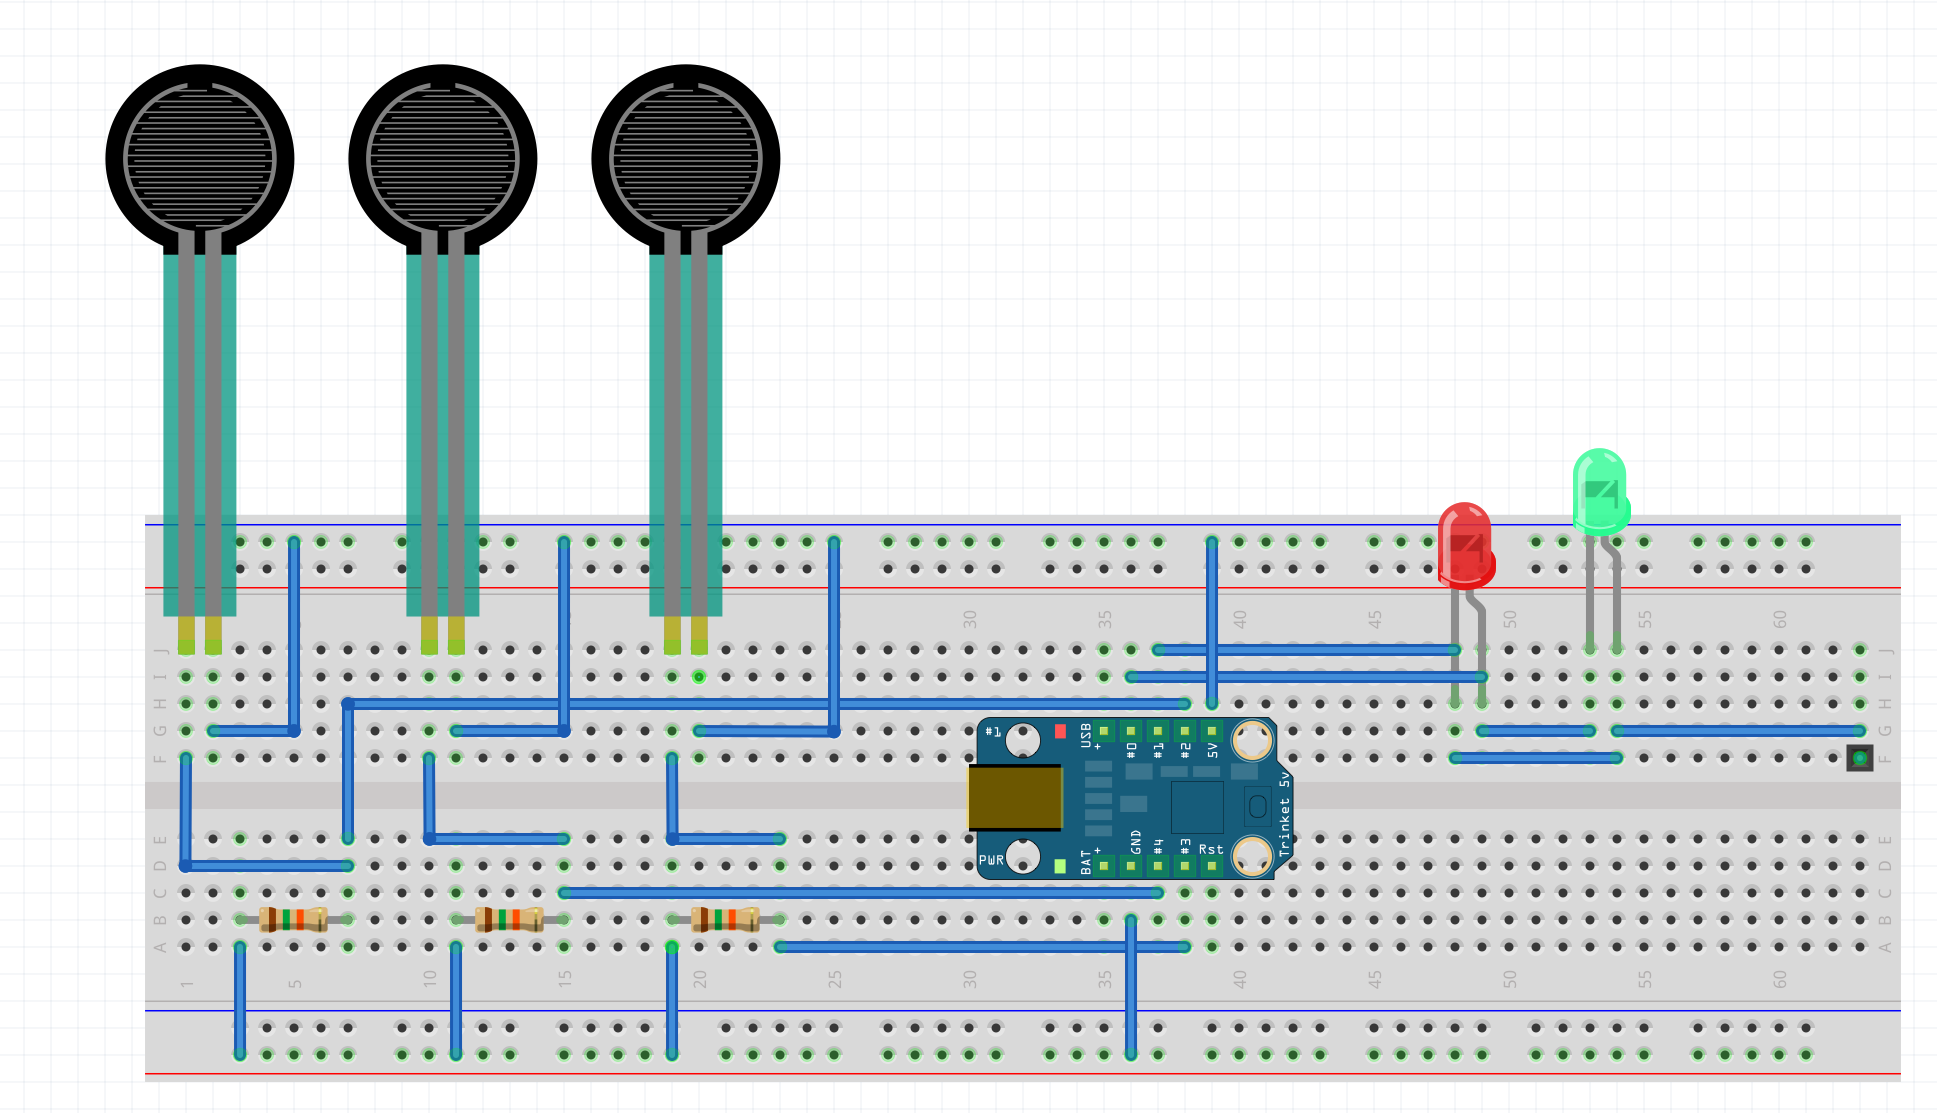 30 35 40 45 50 55 60
J J
I I
H H
G G
F F
#1 USB + #0 #1 #2 5V
Trinket 5v
PWR BAT + GND #4 #3 Rst
E E
D D
C C
B B
A A
1 5 10 15 20 25 30 35 40 45 50 55 60